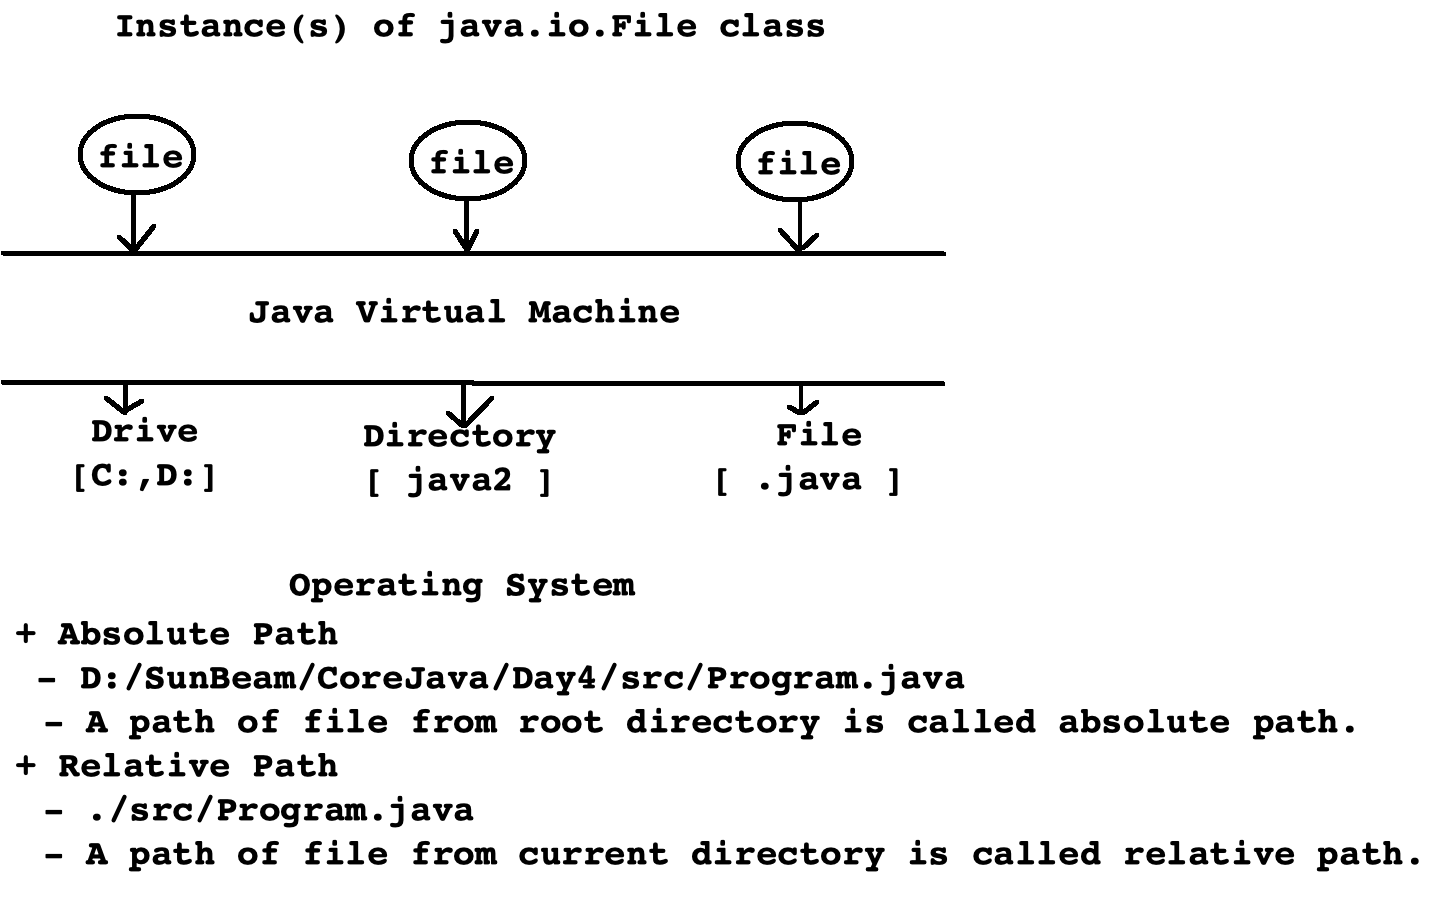 Instance(s) of java.io.File class
file file file
Java Virtual Machine
Drive Directory File
[C:,D:] [ java2 ] [ .java ]
Operating System
+ Absolute Path
- D:/SunBeam/CoreJava/Day4/src/Program.java
- A path of file from root directory is called absolute path.
+ Relative Path
- ./src/Program.java
- A path of file from current directory is called relative path.